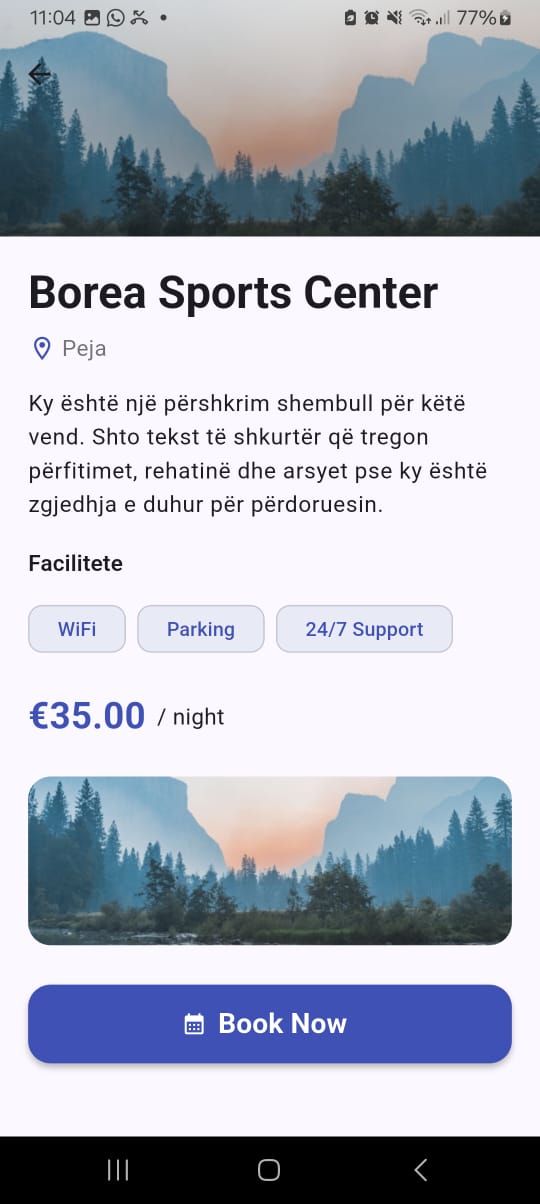 11:04
77%
Borea Sports Center
Peja
Ky është një përshkrim shembull për këtë
vend. Shto tekst të shkurtër që tregon
përfitimet, rehatinë dhe arsyet pse ky është
zgjedhja e duhur për përdoruesin.
Facilitete
WiFi Parking 24/7 Support
€35.00 / night
Book Now